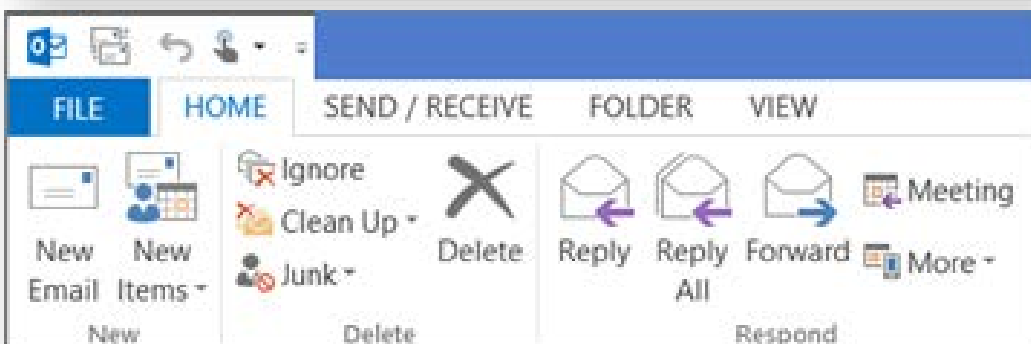 FILE HOME SEND / RECEIVE FOLDER VIEW
New Email
New Items
Ignore
Clean Up
Junk
Delete
Reply
Reply All
Forward
Meeting
More
New Delete Respond